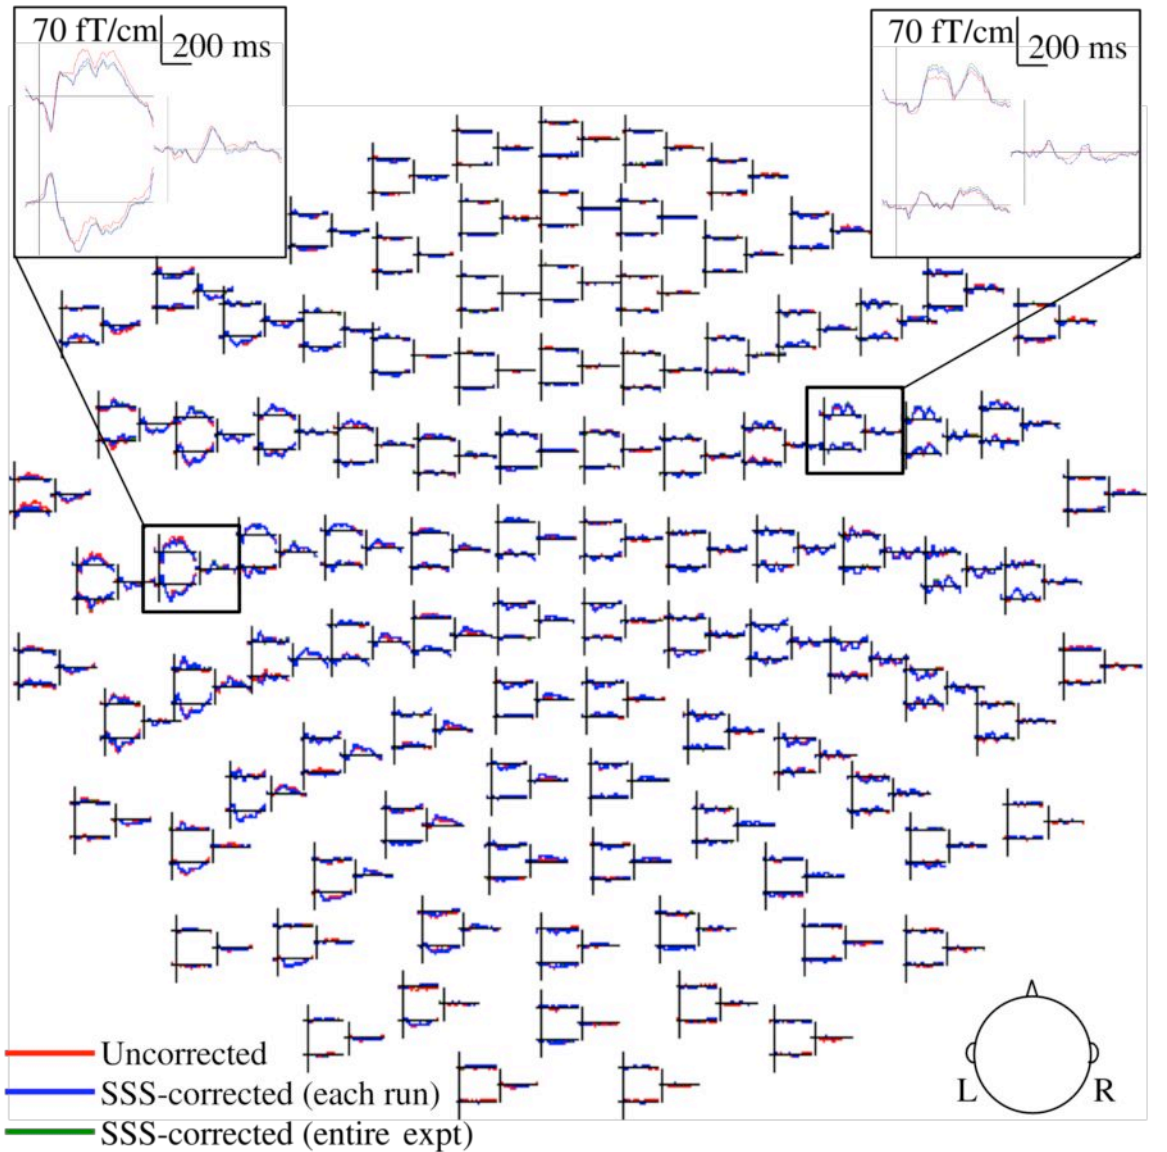 70 fT/cm
200 ms
70 fT/cm
200 ms
Uncorrected
SSS-corrected (each run)
SSS-corrected (entire expt)
L
R